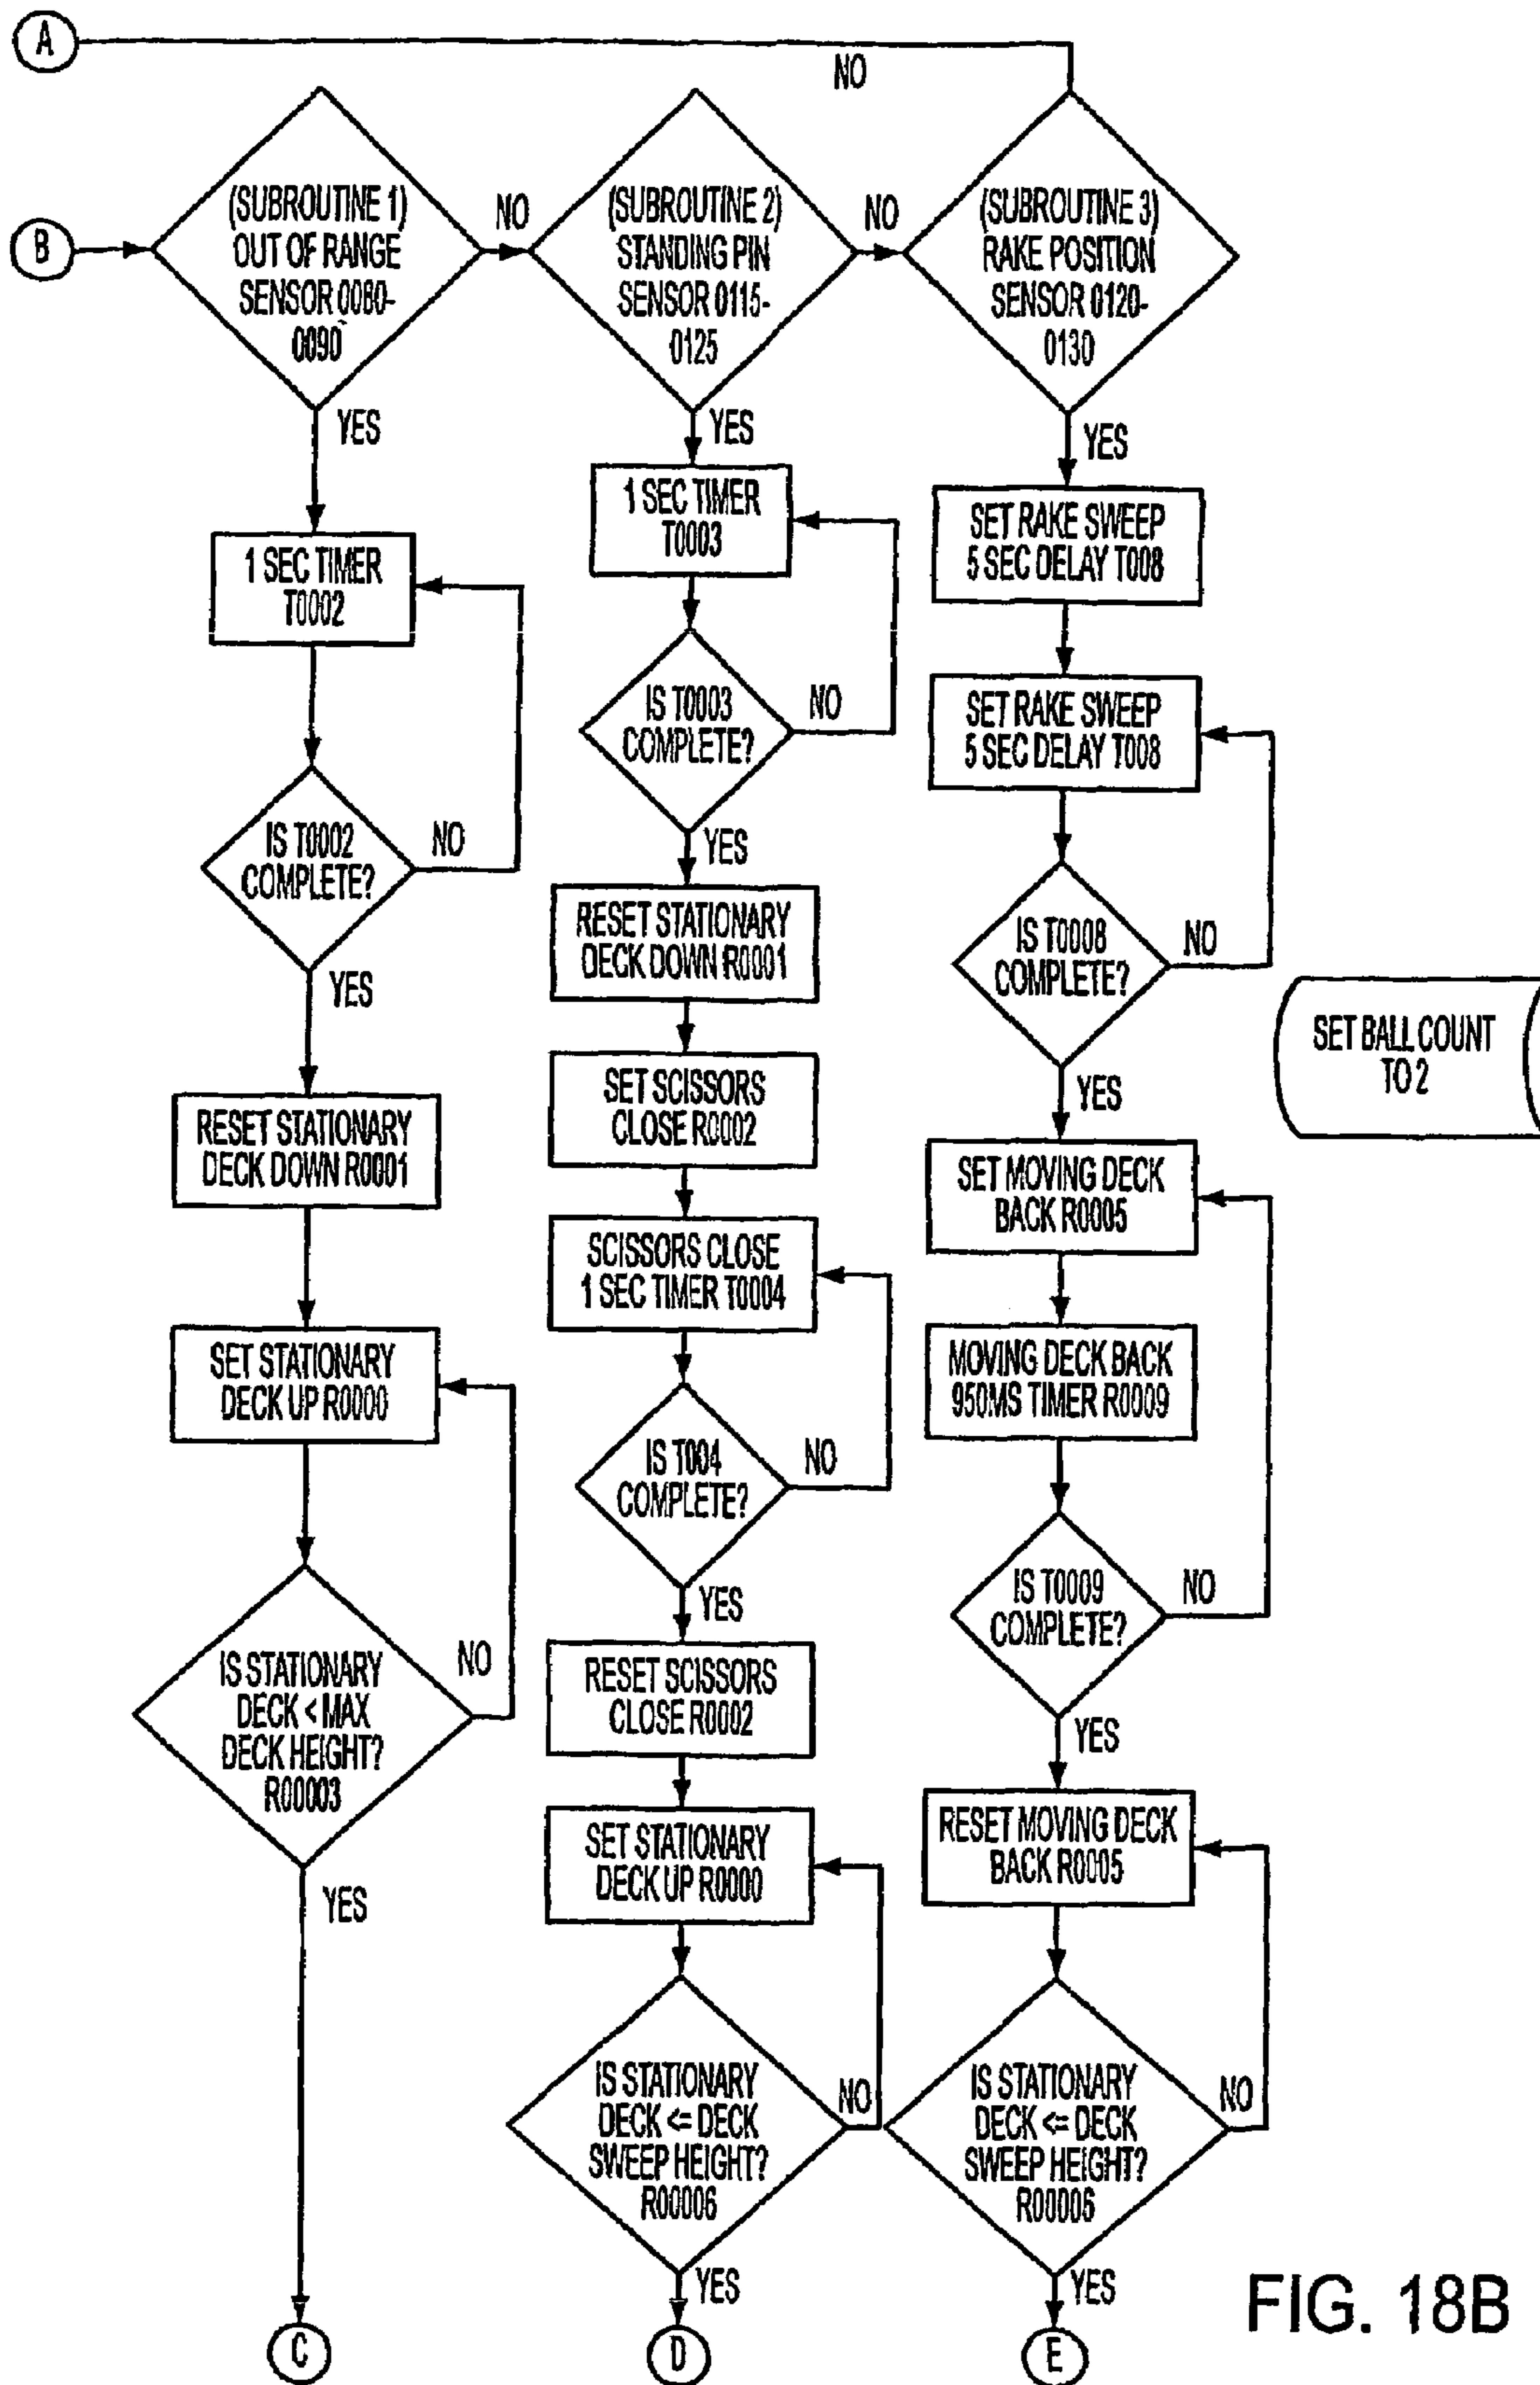 A
NO
B
(SUBROUTINE 1)
OUT OF RANGE
SENSOR 0080-
0090
NO
(SUBROUTINE 2)
STANDING PIN
SENSOR 0115-
0125
NO
(SUBROUTINE 3)
RAKE POSITION
SENSOR 0120-
0130
YES
1 SEC TIMER
T0002
IS T0002
COMPLETE?
NO
YES
RESET STATIONARY
DECK DOWN R0001
SET STATIONARY
DECK UP R0000
IS STATIONARY
DECK < MAX
DECK HEIGHT?
R00003
NO
YES
C
YES
1 SEC TIMER
T0003
IS T0003
COMPLETE?
NO
YES
RESET STATIONARY
DECK DOWN R0001
SET SCISSORS
CLOSE R0002
SCISSORS CLOSE
1 SEC TIMER T0004
IS T004
COMPLETE?
NO
YES
RESET SCISSORS
CLOSE R0002
SET STATIONARY
DECK UP R0000
IS STATIONARY
DECK <= DECK
SWEEP HEIGHT?
R00006
NO
YES
D
YES
SET RAKE SWEEP
5 SEC DELAY T008
SET RAKE SWEEP
5 SEC DELAY T008
IS T0008
COMPLETE?
NO
YES
SET MOVING DECK
BACK R0005
MOVING DECK BACK
950MS TIMER R0009
IS T0009
COMPLETE?
NO
YES
RESET MOVING DECK
BACK R0005
IS STATIONARY
DECK <= DECK
SWEEP HEIGHT?
R00006
NO
YES
E
SET BALL COUNT
TO 2
FIG. 18B